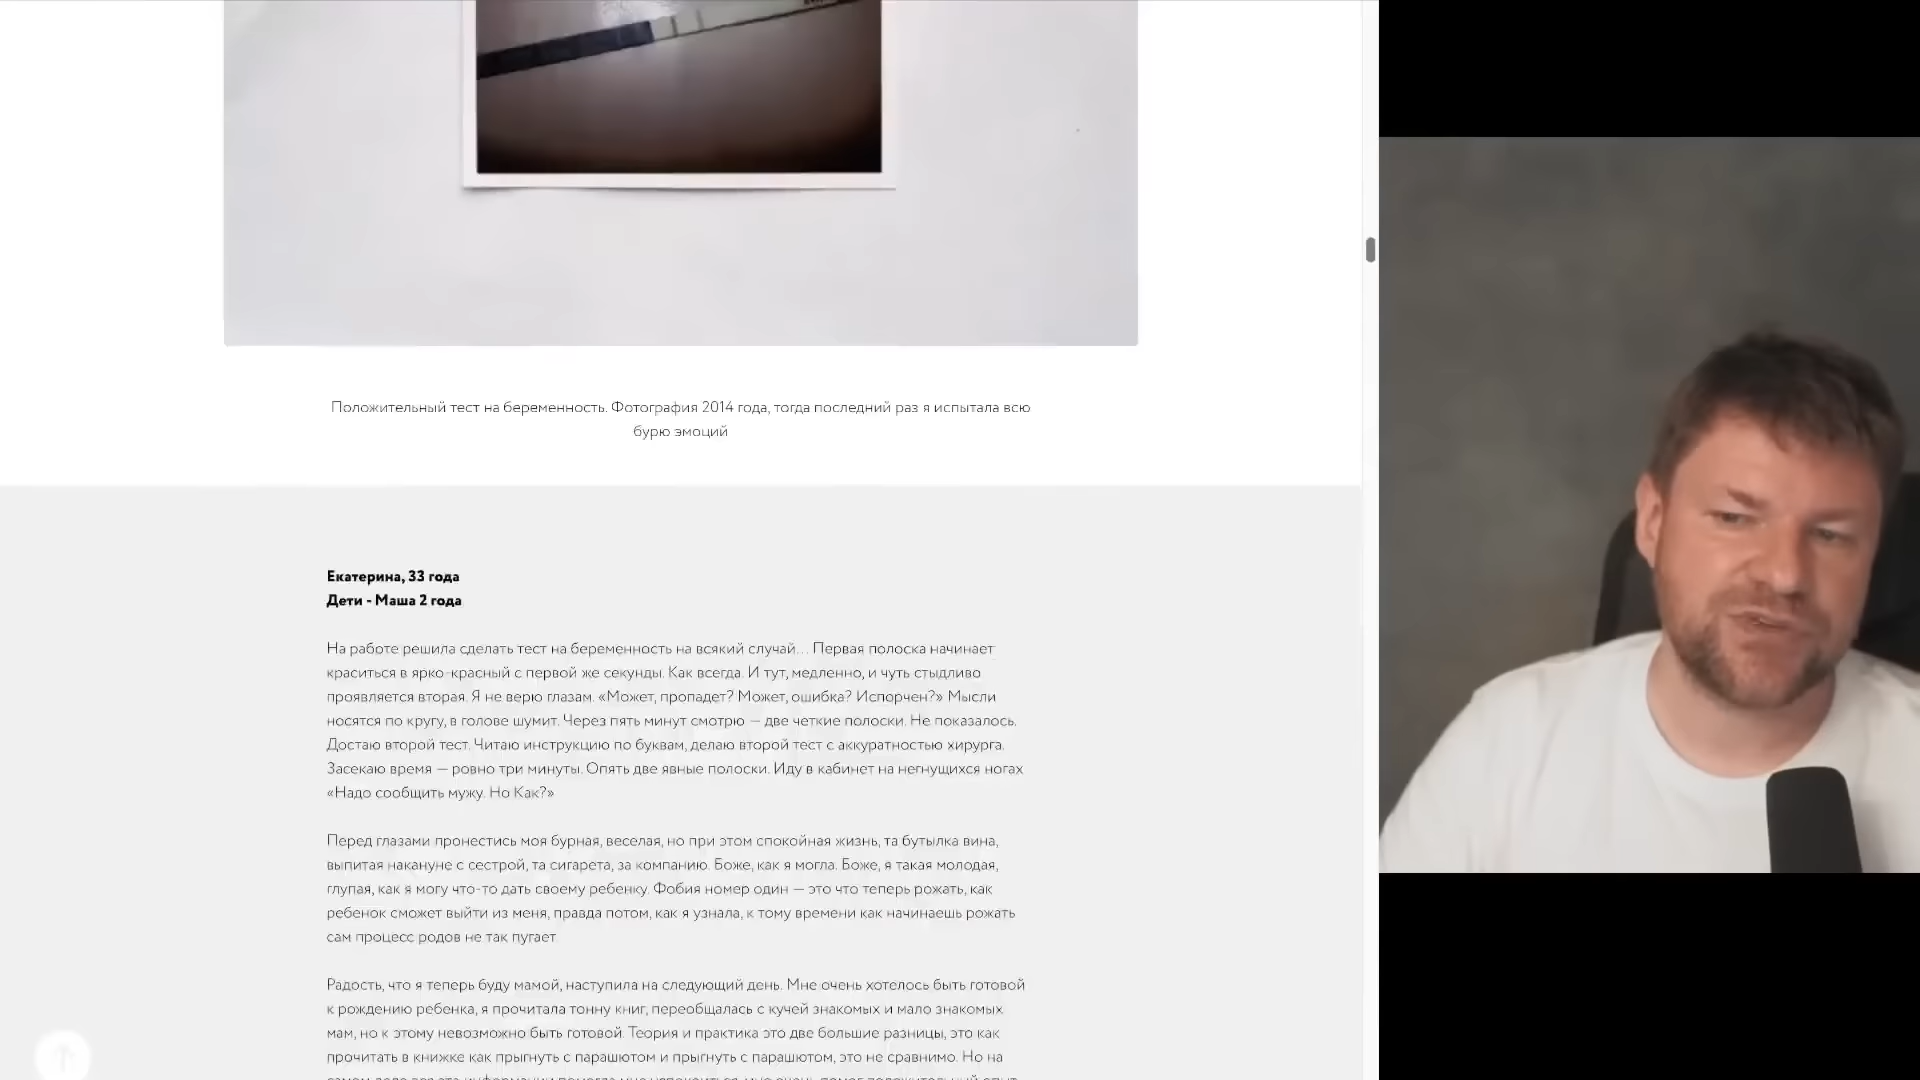 Положительный тест на беременность. Фотография 2014 года, тогда последний раз я испытала всю
бурю эмоций
Екатерина, 33 года
Дети - Маша 2 года
На работе решила сделать тест на беременность на всякий случай... Первая полоска начинает
краситься в ярко-красный с первой же секунды. Как всегда. И тут, медленно, и чуть стыдливо
проявляется вторая. Я не верю глазам. «Может, пропадет? Может, ошибка? Испорчен?» Мысли
носятся по кругу, в голове шумит. Через пять минут смотрю — две четкие полоски. Не показалось.
Достаю второй тест. Читаю инструкцию по буквам, делаю второй тест с аккуратностью хирурга.
Засекаю время — ровно три минуты. Опять две явные полоски. Иду в кабинет на негнущихся ногах
«Надо сообщить мужу. Но Как?»
Перед глазами пронестись моя бурная, веселая, но при этом спокойная жизнь, та бутылка вина,
выпитая накануне с сестрой, та сигарета, за компанию. Боже, как я могла. Боже, я такая молодая,
глупая, как я могу что-то дать своему ребенку. Фобия номер один — это что теперь рожать, как
ребенок сможет выйти из меня, правда потом, как я узнала, к тому времени как начинаешь рожать
сам процесс родов не так пугает
Радость, что я теперь буду мамой, наступила на следующий день. Мне очень хотелось быть готовой
к рождению ребенка, я прочитала тонну книг, переобщалась с кучей знакомых и мало знакомых
мам, но к этому невозможно быть готовой. Теория и практика это две большие разницы, это как
прочитать в книжке как прыгнуть с парашютом и прыгнуть с парашютом, это не сравнимо. Но на